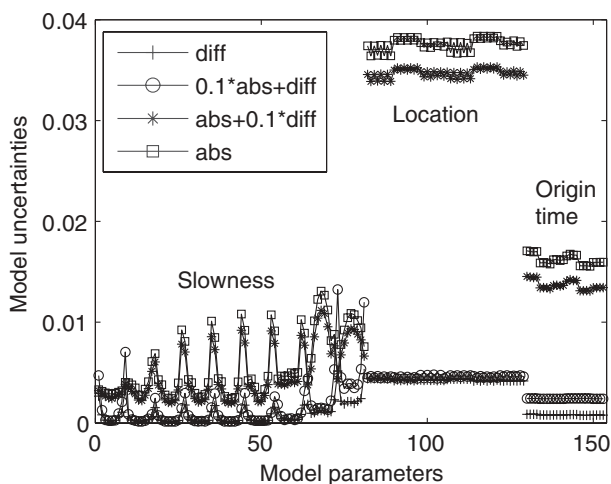 0.04
0.03
0.02
0.01
0
Model uncertainties
diff
0.1*abs+diff
abs+0.1*diff
abs
Location
Origin
time
Slowness
0
50
100
150
Model parameters